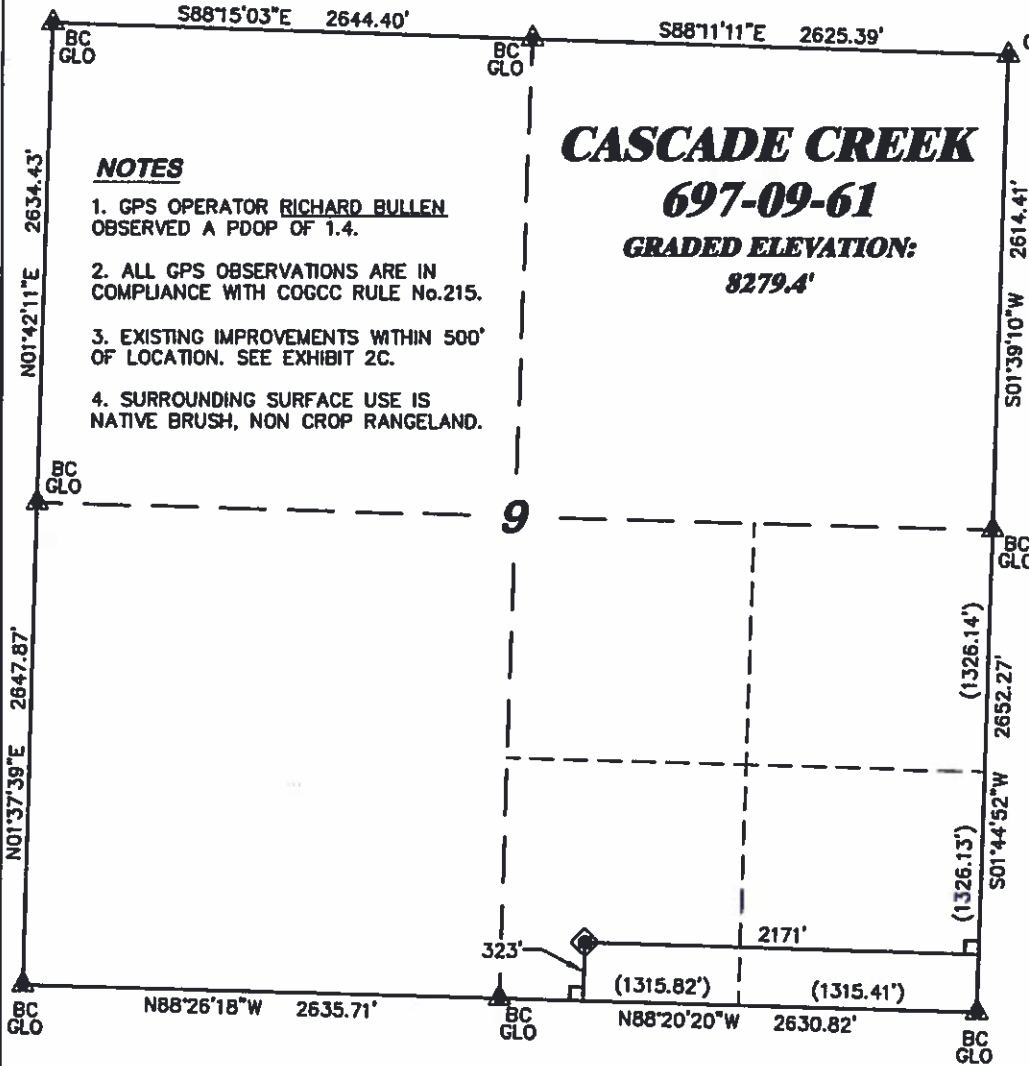 S88°15'03"E 2644.40'
S88°11'11"E 2625.39'
BC
GLO
BC
GLO
CASCADE CREEK
697-09-61
GRADED ELEVATION:
8279.4'
NOTES
1. GPS OPERATOR RICHARD BULLEN
OBSERVED A PDOP OF 1.4.
2. ALL GPS OBSERVATIONS ARE IN
COMPLIANCE WITH COGCC RULE No.215.
3. EXISTING IMPROVEMENTS WITHIN 500'
OF LOCATION. SEE EXHIBIT 2C.
4. SURROUNDING SURFACE USE IS
NATIVE BRUSH, NON CROP RANGELAND.
N01°42'11"E 2634.43'
S01°39'10"W 2614.41'
BC
GLO
9
BC
GLO
(1326.14')
N01°37'39"E 2647.87'
S01°44'52"W 2652.27'
(1326.13')
323'
2171'
(1315.82')
(1315.41')
N88°26'18"W 2635.71'
N88°20'20"W 2630.82'
BC
GLO
BC
GLO
BC
GLO